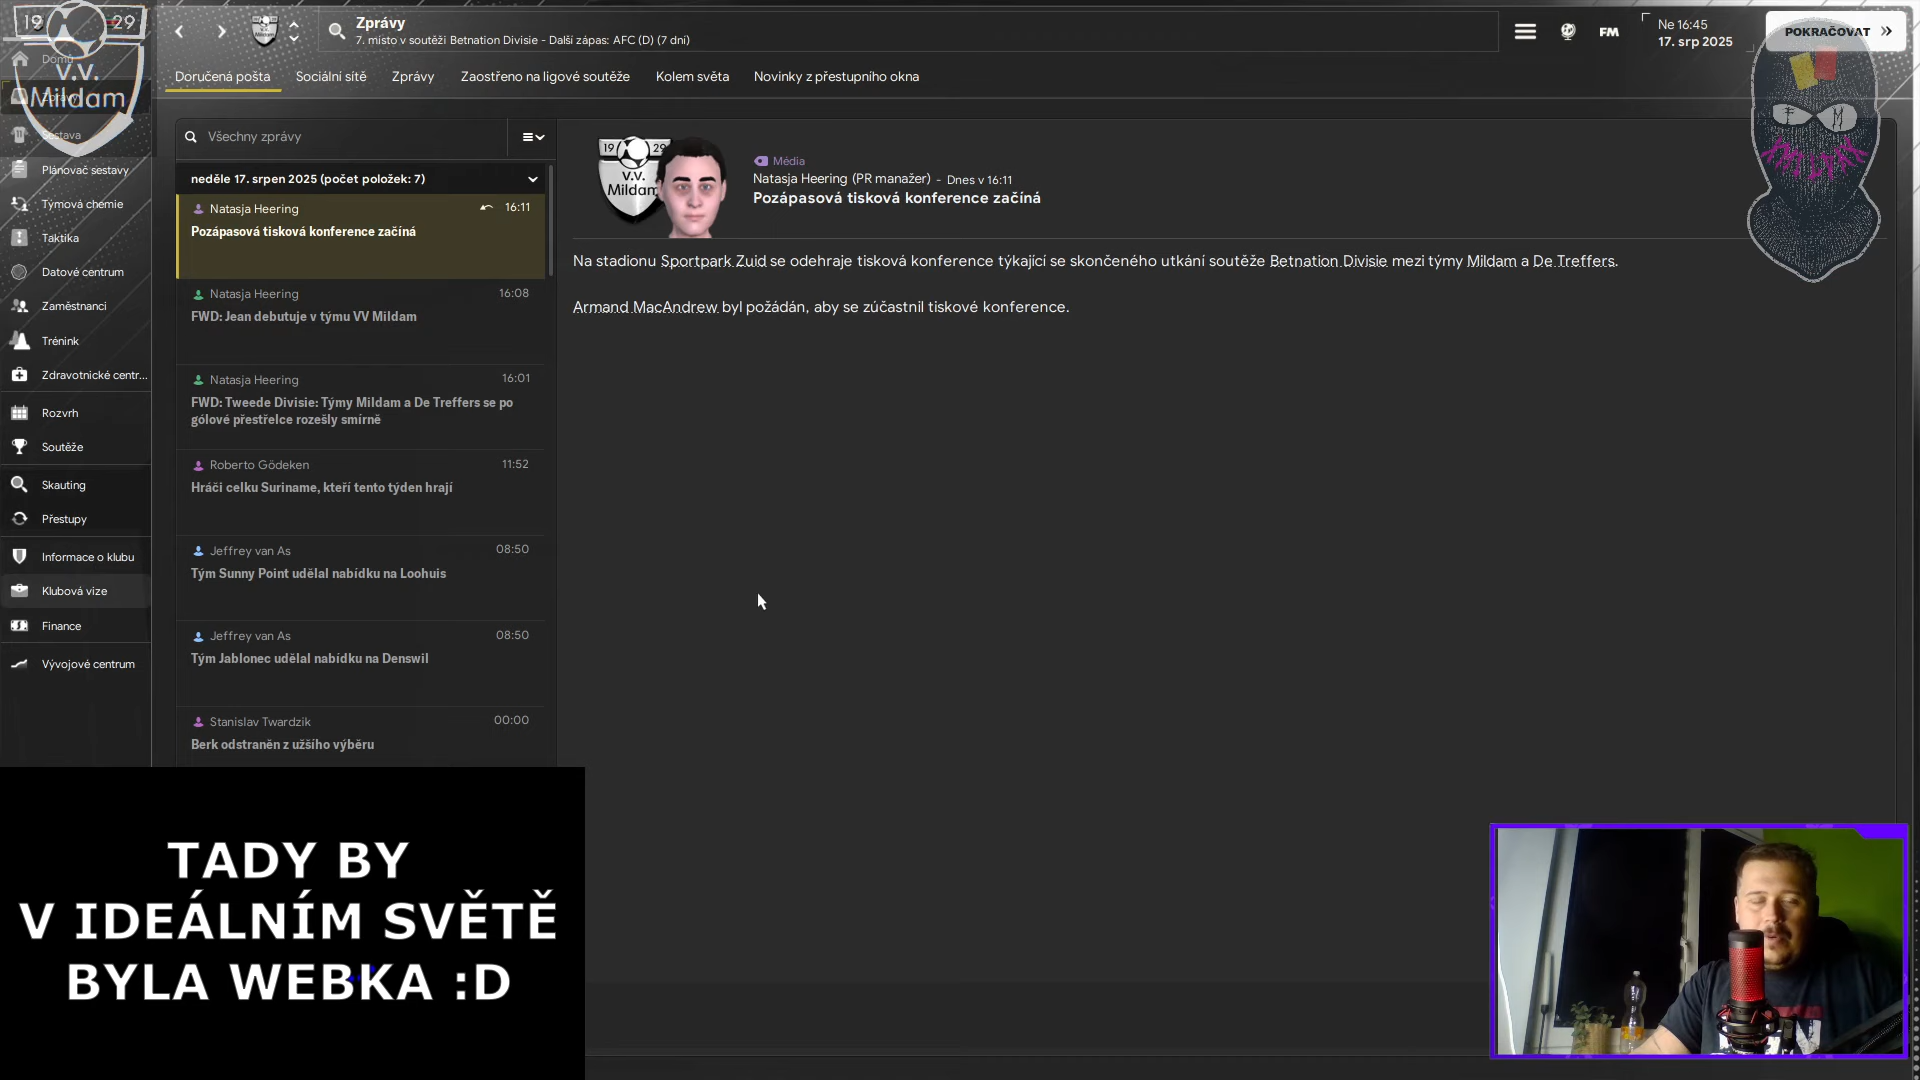 19 29
v.v.
Mildam
Domů
Zprávy
Sestava
Plánovač sestavy
Týmová chemie
Taktika
Datové centrum
Zaměstnanci
Trénink
Zdravotnické centr...
Rozvrh
Soutěže
Skauting
Přestupy
Informace o klubu
Klubová vize
Finance
Vývojové centrum
Zprávy
7. místo v soutěži Betnation Divisie - Další zápas: AFC (D) (7 dní)
FM
Ne 16:45
17. srp 2025
POKRAČOVAT
Doručená pošta
Sociální sítě
Zprávy
Zaostřeno na ligové soutěže
Kolem světa
Novinky z přestupního okna
Všechny zprávy
neděle 17. srpen 2025 (počet položek: 7)
Natasja Heering 16:11
Pozápasová tisková konference začíná
Natasja Heering 16:08
FWD: Jean debutuje v týmu VV Mildam
Natasja Heering 16:01
FWD: Tweede Divisie: Týmy Mildam a De Treffers se po
gólové přestřelce rozešly smírně
Roberto Gödeken 11:52
Hráči celku Suriname, kteří tento týden hrají
Jeffrey van As 08:50
Tým Sunny Point udělal nabídku na Loohuis
Jeffrey van As 08:50
Tým Jablonec udělal nabídku na Denswil
Stanislav Twardzik 00:00
Berk odstraněn z užšího výběru
19 29
v.v.
Mildam
Média
Natasja Heering (PR manažer) - Dnes v 16:11
Pozápasová tisková konference začíná
Na stadionu Sportpark Zuid se odehraje tisková konference týkající se skončeného utkání soutěže Betnation Divisie mezi týmy Mildam a De Treffers.
Armand MacAndrew byl požádán, aby se zúčastnil tiskové konference.
TADY BY
V IDEÁLNÍM SVĚTĚ
BYLA WEBKA :D